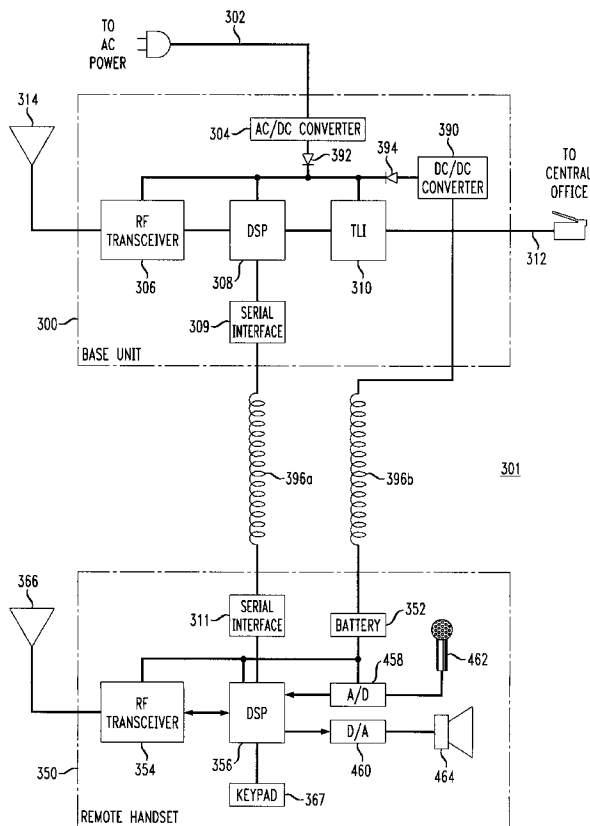 TO
AC
POWER
302
314
304
AC/DC CONVERTER
392
394
390
DC/DC
CONVERTER
TO
CENTRAL
OFFICE
RF
TRANSCEIVER
DSP
TLI
306
308
310
312
300
309
SERIAL
INTERFACE
BASE UNIT
396a
396b
301
366
311
SERIAL
INTERFACE
352
BATTERY
458
462
RF
TRANSCEIVER
DSP
A/D
D/A
350
354
356
460
464
KEYPAD
367
REMOTE HANDSET